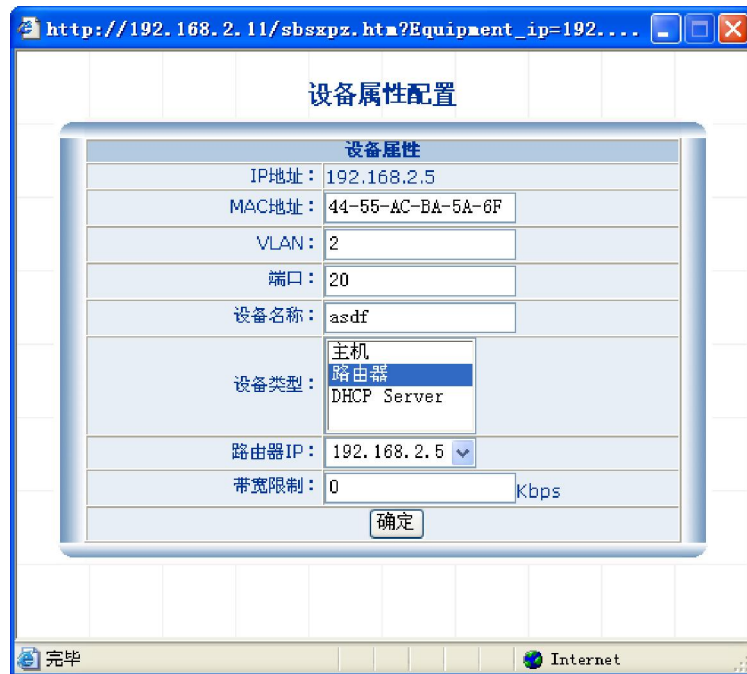 http://192.168.2.11/sbsxpz.htm?Equipment_ip=192....
设备属性配置
设备属性
IP地址： 192.168.2.5
MAC地址： 44-55-AC-BA-5A-6F
VLAN： 2
端口： 20
设备名称： asdf
主机
设备类型： 路由器
DHCP Server
路由器IP： 192.168.2.5
带宽限制： 0 Kbps
确定
完毕 Internet